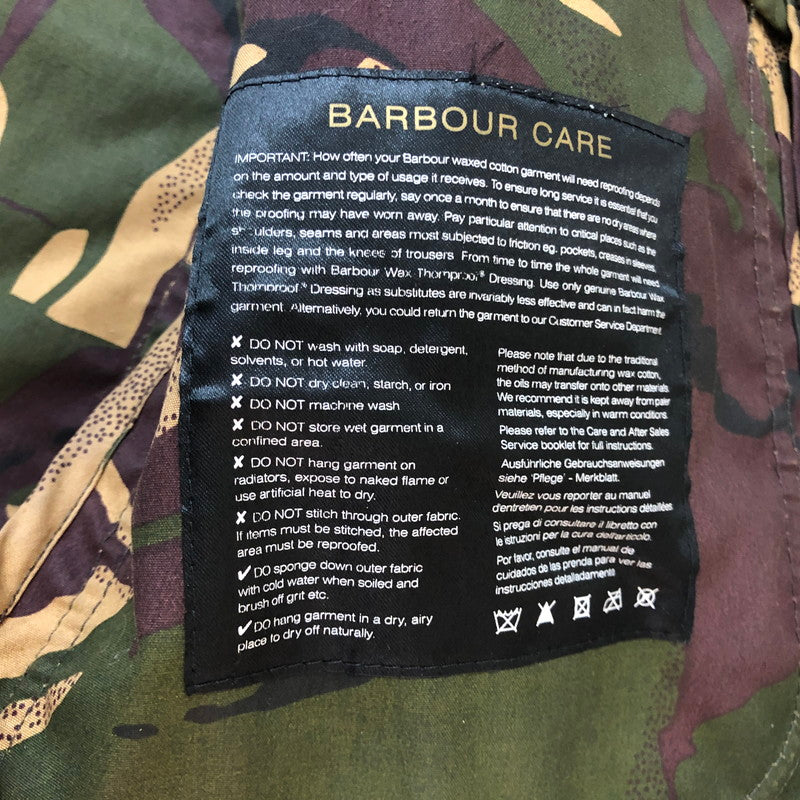 BARBOUR CARE
IMPORTANT: How often your Barbour waxed cotton garment will need reproofing depends
on the amount and type of usage it receives. To ensure long service it is essential that you
check the garment regularly, say once a month to ensure that there are no dry areas where
the proofing may have worn away. Pay particular attention to critical places such as the
shoulders, seams and areas most subjected to friction eg. pockets, creases in sleeves,
inside leg and the knees of trousers. From time to time the whole garment will need
reproofing with Barbour Wax Thornproof® Dressing. Use only genuine Barbour Wax
Thornproof® Dressing as substitutes are invariably less effective and can in fact harm the
garment. Alternatively, you could return the garment to our Customer Service Department
✘ DO NOT wash with soap, detergent,
solvents, or hot water.
✘ DO NOT dry clean, starch, or iron
✘ DO NOT machine wash
✘ DO NOT store wet garment in a
confined area.
✘ DO NOT hang garment on
radiators, expose to naked flame or
use artificial heat to dry.
✘ DO NOT stitch through outer fabric.
If items must be stitched, the affected
area must be reproofed.
✔ DO sponge down outer fabric
with cold water when soiled and
brush off grit etc.
✔ DO hang garment in a dry, airy
place to dry off naturally.
Please note that due to the traditional
method of manufacturing wax cotton,
the oils may transfer onto other materials.
We recommend it is kept away from paler
materials, especially in warm conditions.
Please refer to the Care and After Sales
Service booklet for full instructions.
Ausführliche Gebrauchsenweisungen
siehe 'Pflege' - Merkblatt.
Veuillez vous reporter au manuel
d'entretien pour les instructions détaillées
Si prega di consultare il libretto con
le istruzioni per la cura dell'articolo.
Por favor, consulte el manual de
cuidados de las prenda para ver las
instrucciones detalladamente